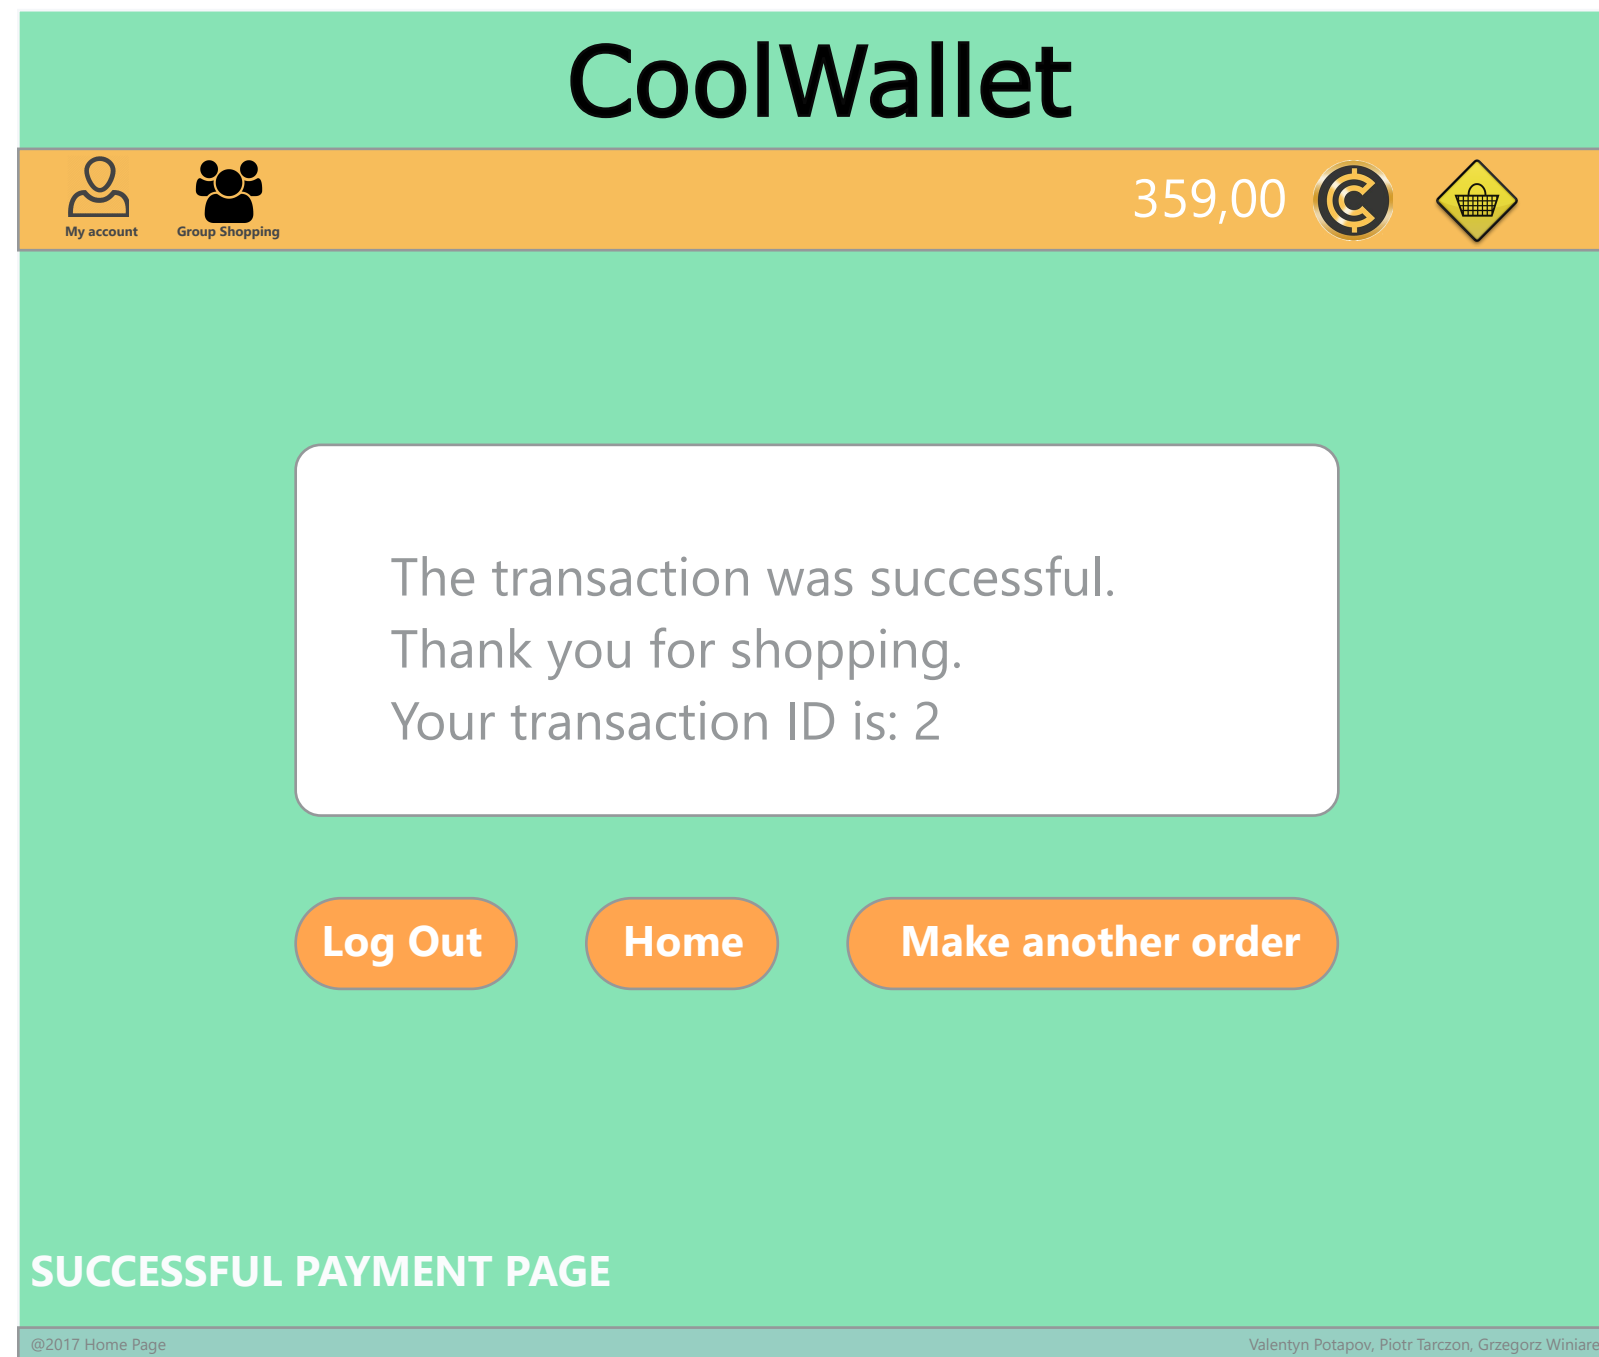 CoolWallet
My account
Group Shopping
359,00
The transaction was successful.
Thank you for shopping.
Your transaction ID is: 2
Log Out
Home
Make another order
SUCCESSFUL PAYMENT PAGE
@2017 Home Page
Valentyn Potapov, Piotr Tarczon, Grzegorz